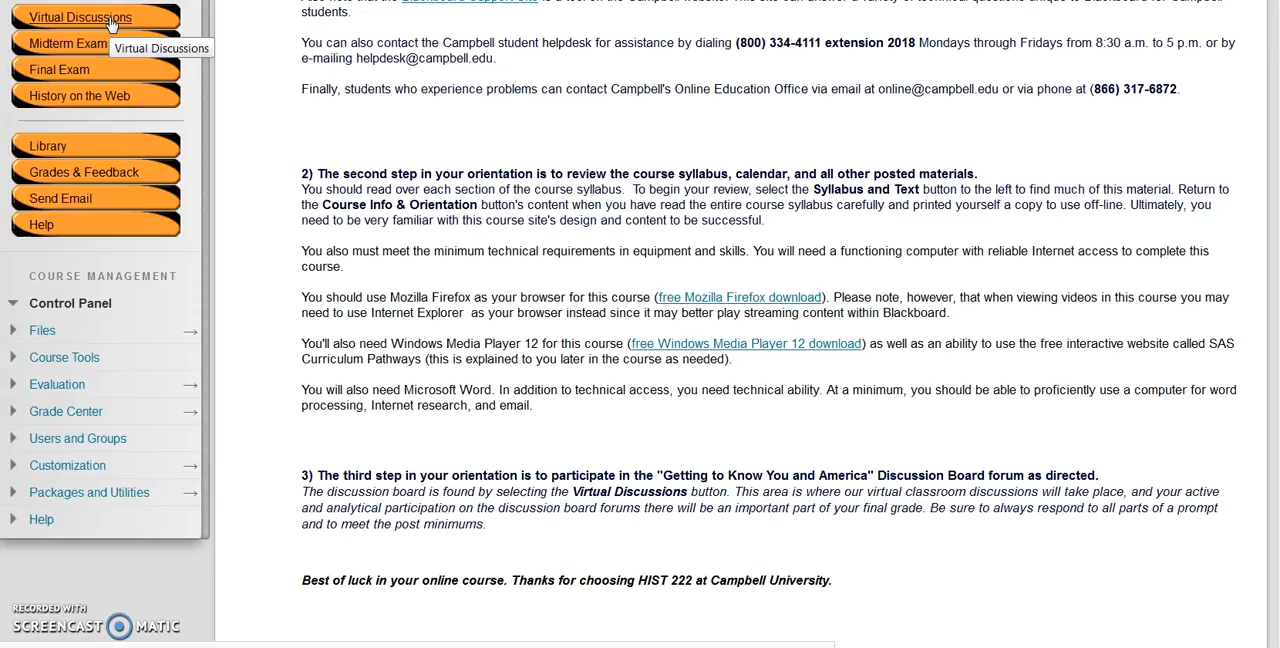 Virtual Discussions
Midterm Exam
Virtual Discussions
Final Exam
History on the Web
Library
Grades & Feedback
Send Email
Help
COURSE MANAGEMENT
Control Panel
Files
Course Tools
Evaluation
Grade Center
Users and Groups
Customization
Packages and Utilities
Help
RECORDED WITH
SCREENCAST MATIC
students.
You can also contact the Campbell student helpdesk for assistance by dialing (800) 334-4111 extension 2018 Mondays through Fridays from 8:30 a.m. to 5 p.m. or by
e-mailing helpdesk@campbell.edu.
Finally, students who experience problems can contact Campbell's Online Education Office via email at online@campbell.edu or via phone at (866) 317-6872.
2) The second step in your orientation is to review the course syllabus, calendar, and all other posted materials.
You should read over each section of the course syllabus. To begin your review, select the Syllabus and Text button to the left to find much of this material. Return to
the Course Info & Orientation button's content when you have read the entire course syllabus carefully and printed yourself a copy to use off-line. Ultimately, you
need to be very familiar with this course site's design and content to be successful.
You also must meet the minimum technical requirements in equipment and skills. You will need a functioning computer with reliable Internet access to complete this
course.
You should use Mozilla Firefox as your browser for this course (free Mozilla Firefox download). Please note, however, that when viewing videos in this course you may
need to use Internet Explorer as your browser instead since it may better play streaming content within Blackboard.
You'll also need Windows Media Player 12 for this course (free Windows Media Player 12 download) as well as an ability to use the free interactive website called SAS
Curriculum Pathways (this is explained to you later in the course as needed).
You will also need Microsoft Word. In addition to technical access, you need technical ability. At a minimum, you should be able to proficiently use a computer for word
processing, Internet research, and email.
3) The third step in your orientation is to participate in the "Getting to Know You and America" Discussion Board forum as directed.
The discussion board is found by selecting the Virtual Discussions button. This area is where our virtual classroom discussions will take place, and your active
and analytical participation on the discussion board forums there will be an important part of your final grade. Be sure to always respond to all parts of a prompt
and to meet the post minimums.
Best of luck in your online course. Thanks for choosing HIST 222 at Campbell University.